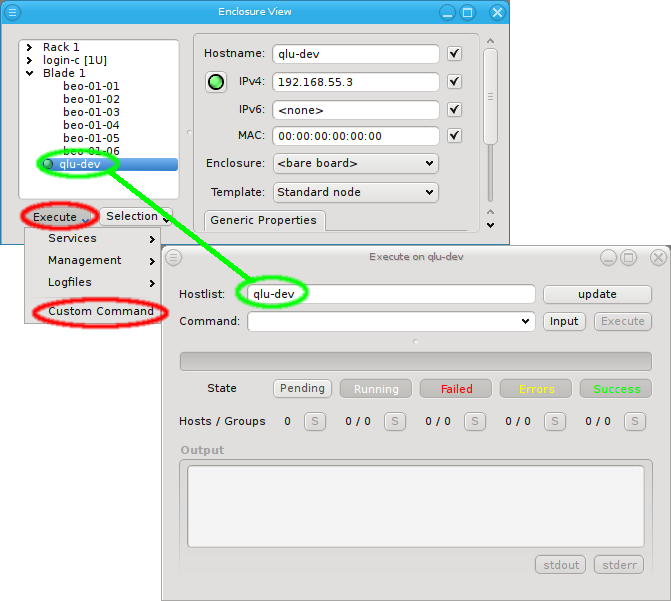 Enclosure View
Rack 1
login-c [1U]
Blade 1
beo-01-01
beo-01-02
beo-01-03
beo-01-04
beo-01-05
beo-01-06
qlu-dev
Execute
Selection
Services
Management
Logfiles
Custom Command
Hostname: qlu-dev
IPv4: 192.168.55.3
IPv6: <none>
MAC: 00:00:00:00:00:00
Enclosure: <bare board>
Template: Standard node
Generic Properties
Execute on qlu-dev
Hostlist: qlu-dev update
Command: Input Execute
State Pending Running Failed Errors Success
Hosts / Groups 0 S 0 / 0 S 0 / 0 S 0 / 0 S 0 / 0 S
Output
stdout stderr